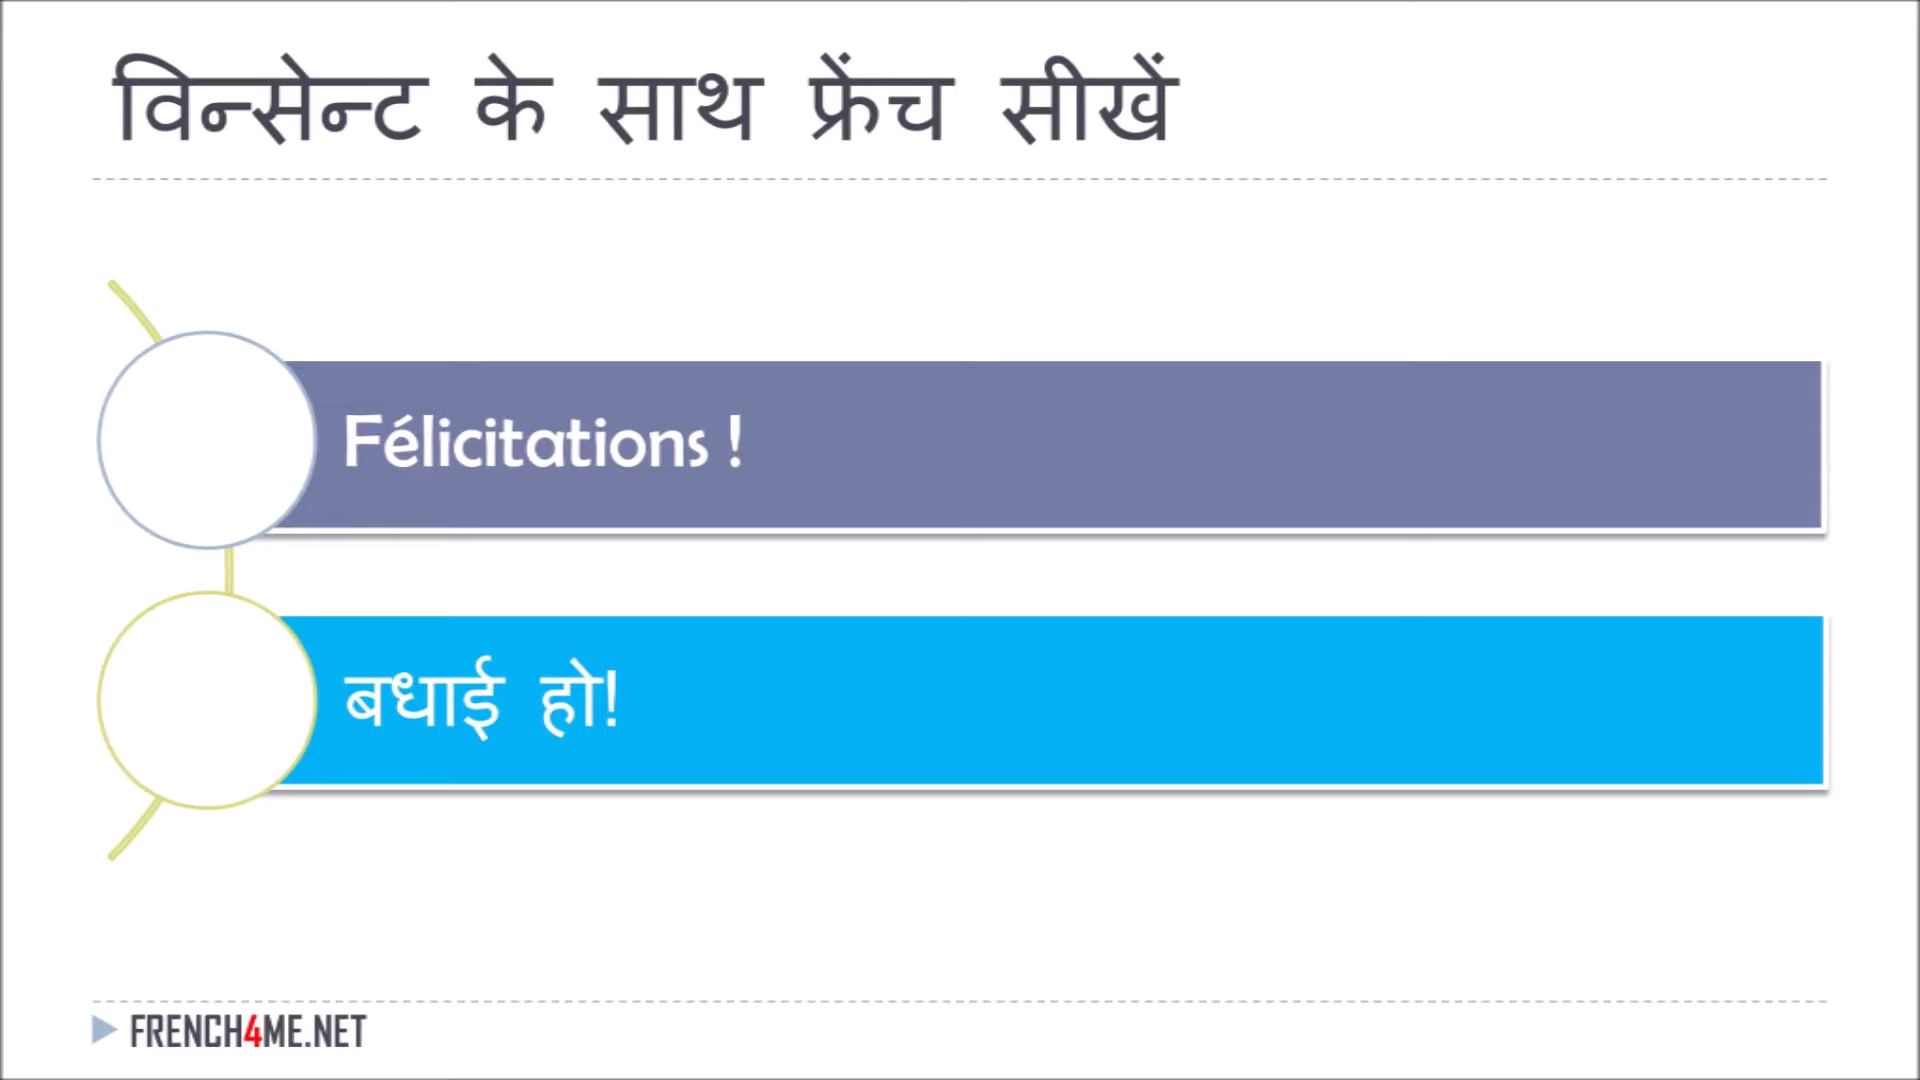 विन्सेन्ट के साथ फ्रेंच सीखें
Félicitations !
बधाई हो!
FRENCH4ME.NET